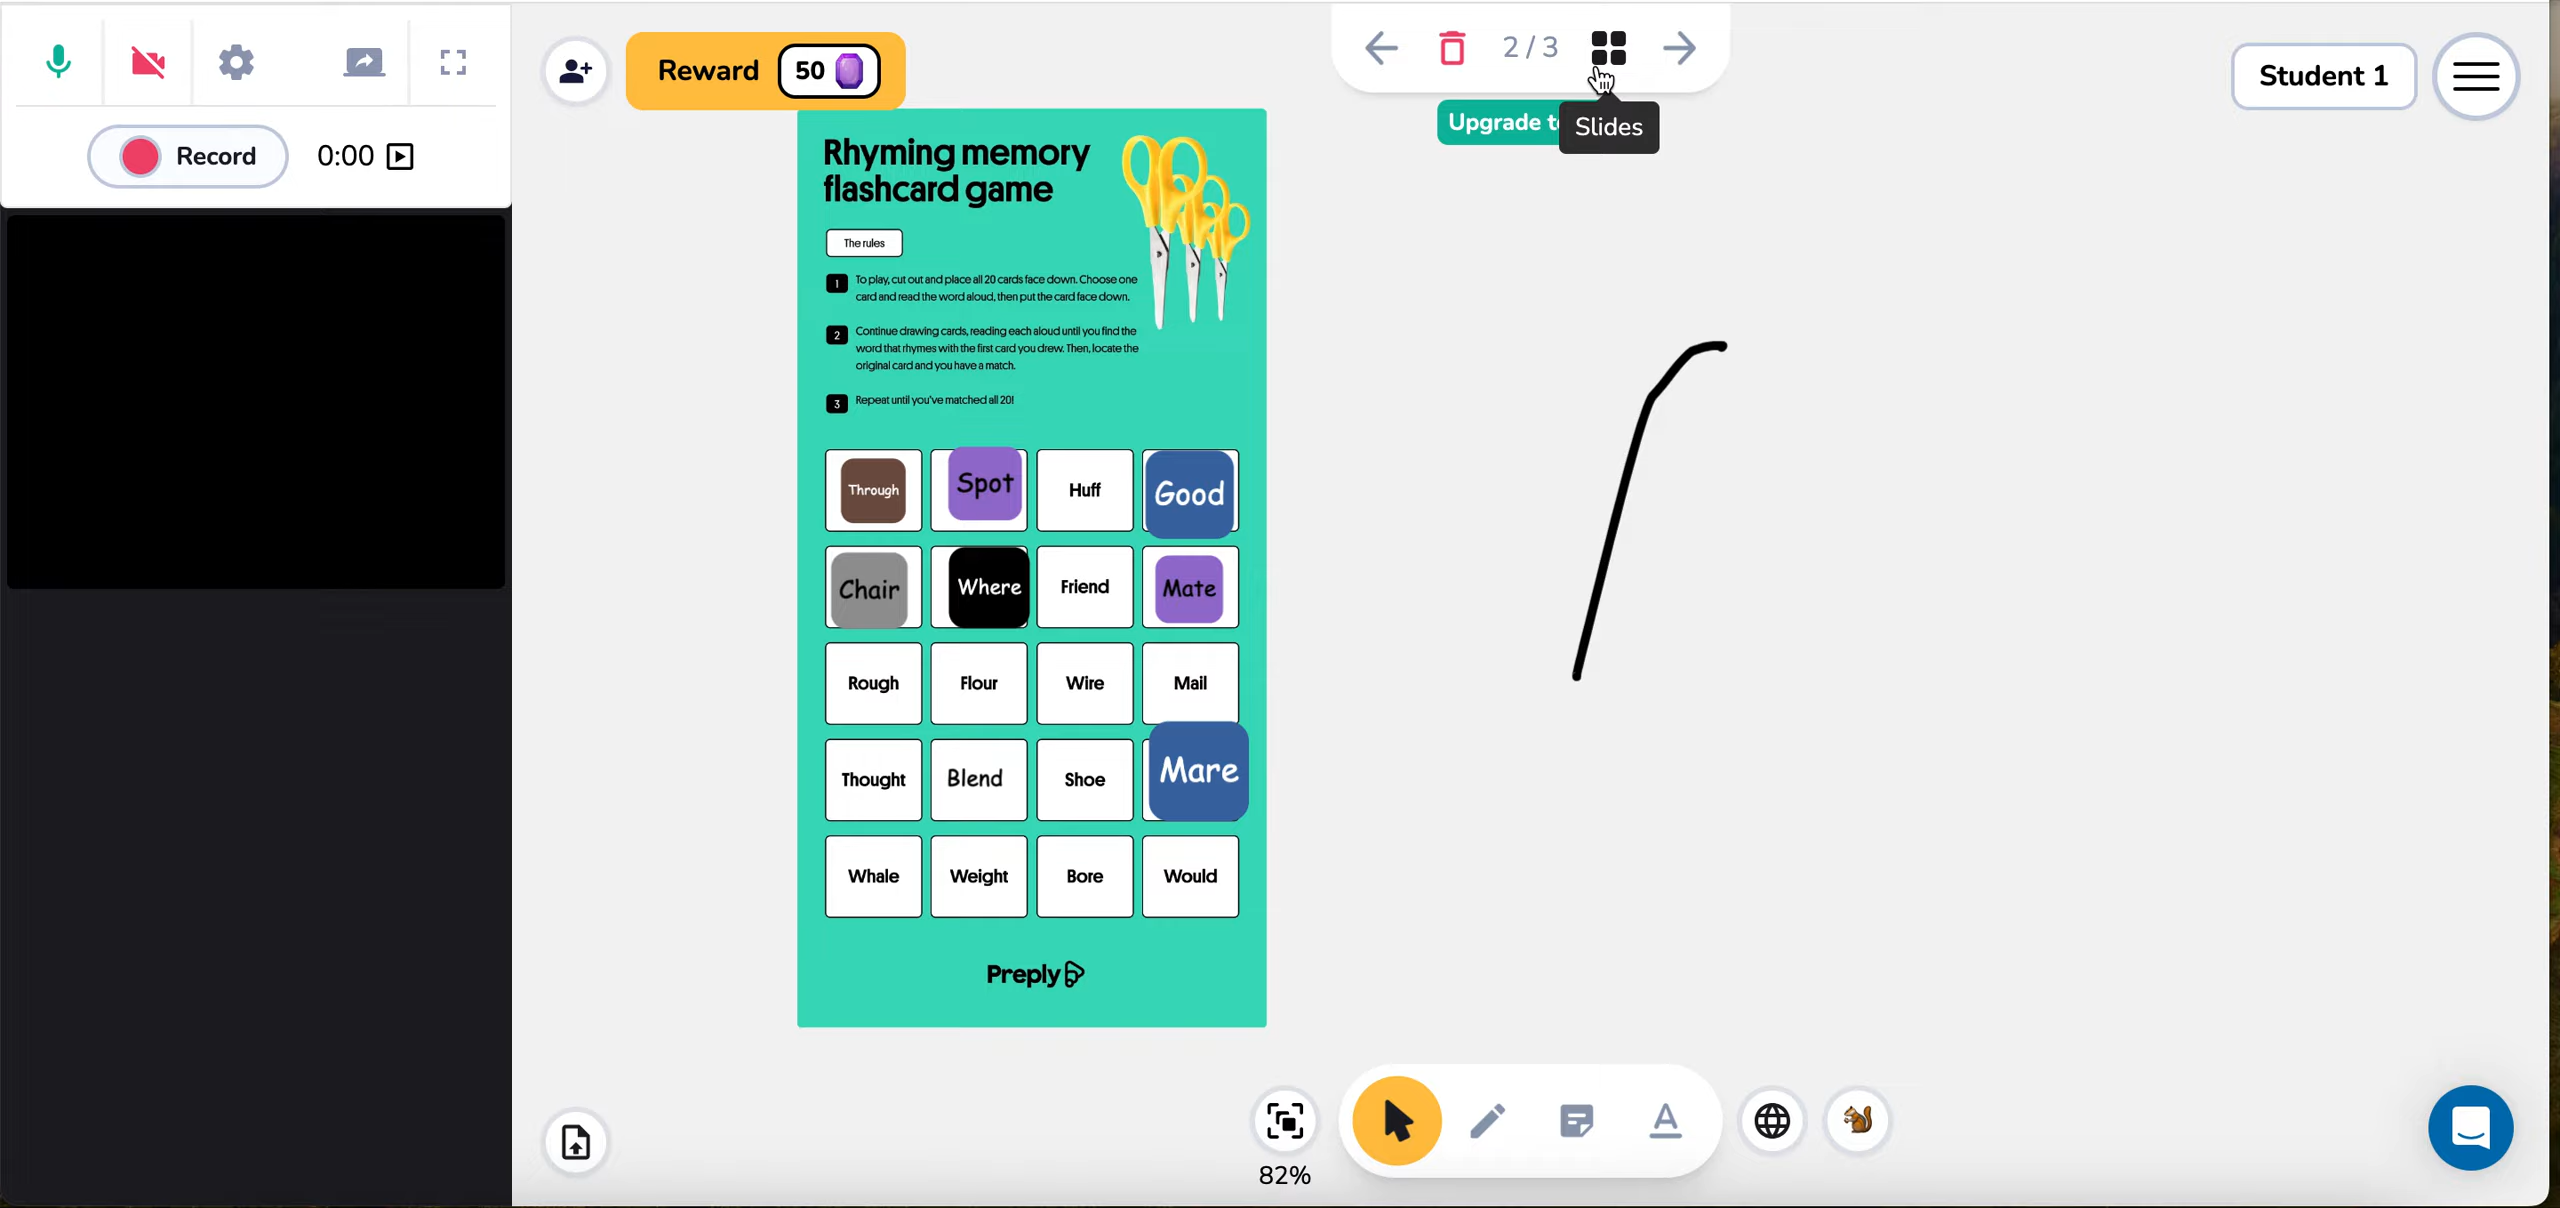 Reward 50
2 / 3
Student 1
Upgrade t
Slides
Record 0:00
Rhyming memory
flashcard game
The rules
1 To play, cut out and place all 20 cards face down. Choose one
card and read the word aloud, then put the card face down.
2 Continue drawing cards, reading each aloud until you find the
word that rhymes with the first card you drew. Then, locate the
original card and you have a match.
3 Repeat until you've matched all 20!
Through Spot Huff Good
Chair Where Friend Mate
Rough Flour Wire Mail
Thought Blend Shoe Mare
Whale Weight Bore Would
Preply
A
82%